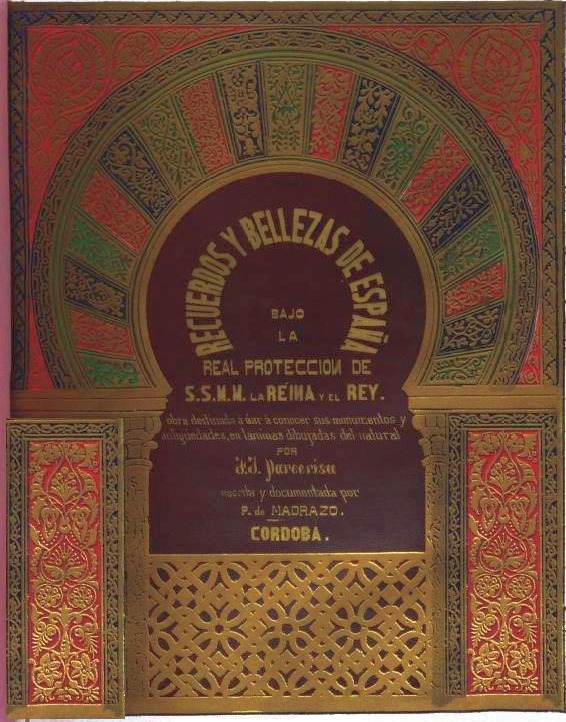 RECUERDOS Y BELLEZAS DE ESPAÑA
BAJO
LA
REAL PROTECCION DE
S.S.M.M. LA REINA Y EL REY.
obra destinada á dar á conocer sus monumentos y
antiguedades, en laminas dibujadas del natural
POR
F.J. Parcerisa
escrita y documentada por
P. de MADRAZO.
CORDOBA.